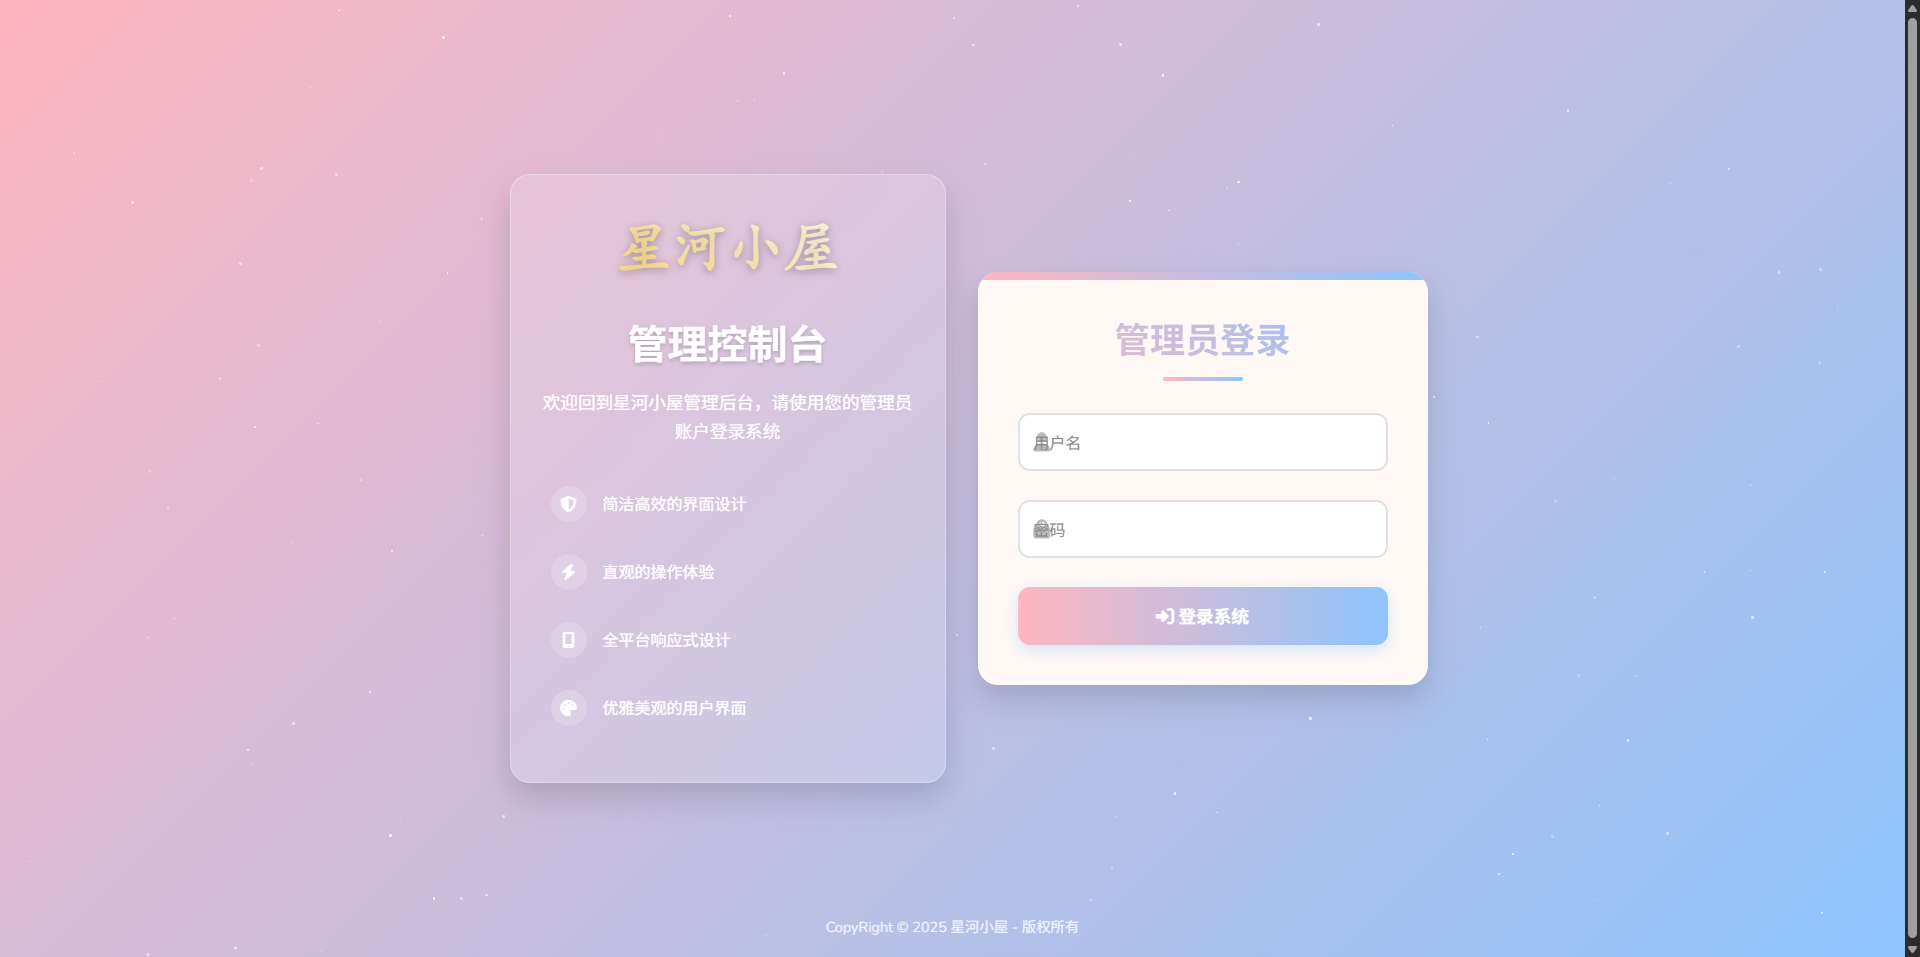 星河小屋
管理控制台
欢迎回到星河小屋管理后台，请使用您的管理员
账户登录系统
简洁高效的界面设计
直观的操作体验
全平台响应式设计
优雅美观的用户界面
管理员登录
用户名
密码
登录系统
CopyRight © 2025 星河小屋 - 版权所有